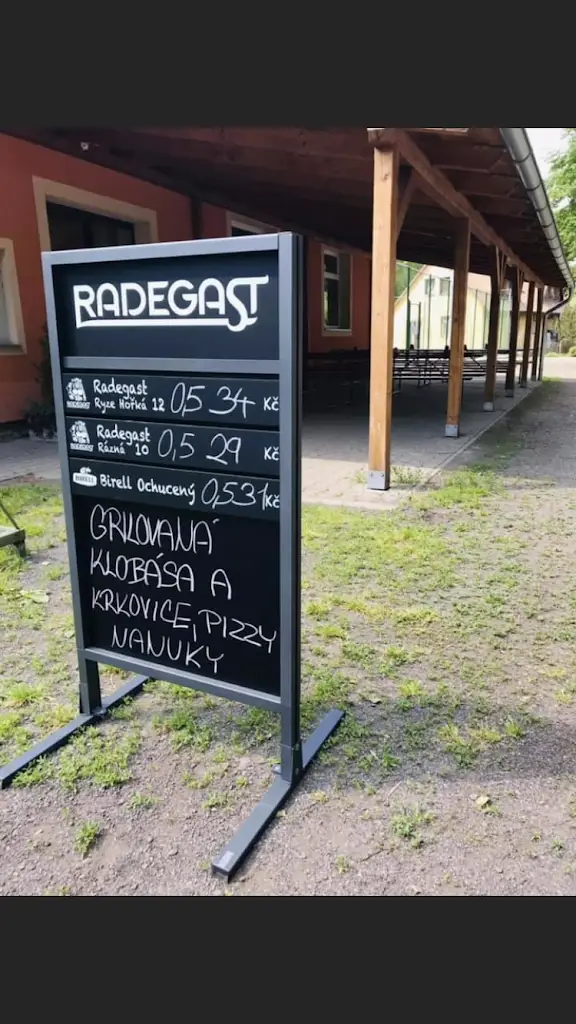 RADEGAST
Radegast
Ryze Hořká 12 0,5 34 Kč
Radegast
Rázná 10 0,5 29 Kč
BIRELL Birell Ochucený 0,5 31 Kč
GRILOVANÁ
KLOBÁSA A
KRKOVICE, PIZZY
NANUKY